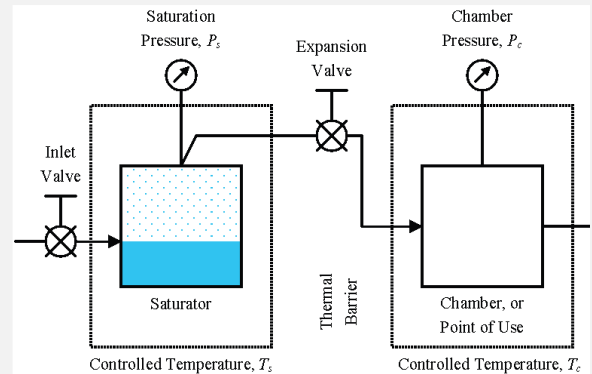 Saturation
Pressure, Ps
Expansion
Valve
Chamber
Pressure, Pc
Inlet
Valve
Saturator
Thermal
Barrier
Chamber, or
Point of Use
Controlled Temperature, Ts
Controlled Temperature, Tc